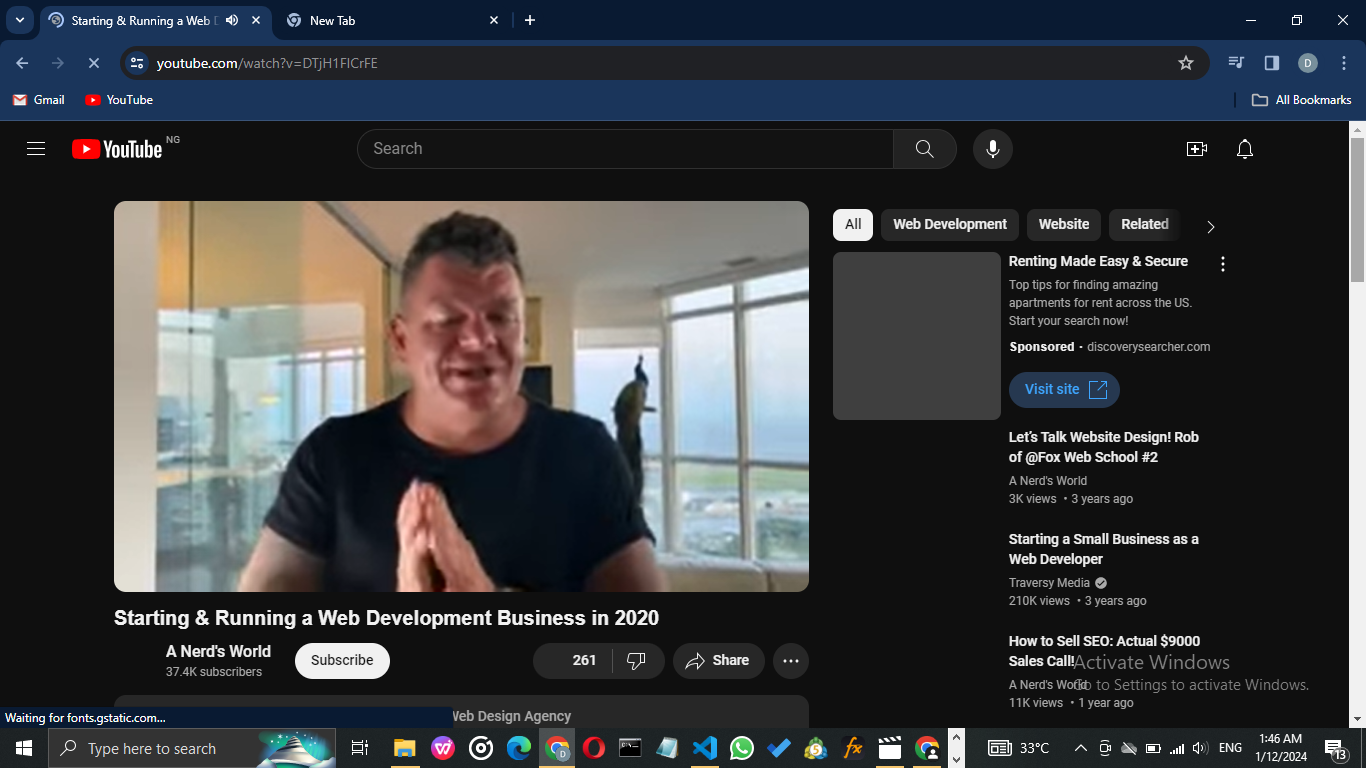 Starting & Running a Web D
New Tab
youtube.com/watch?v=DTjH1FlCrFE
D
Gmail
YouTube
All Bookmarks
YouTube NG
Search
All
Web Development
Website
Related
Renting Made Easy & Secure
Top tips for finding amazing
apartments for rent across the US.
Start your search now!
Sponsored · discoverysearcher.com
Visit site
Let's Talk Website Design! Rob
of @Fox Web School #2
A Nerd's World
3K views • 3 years ago
Starting a Small Business as a
Web Developer
Traversy Media
210K views • 3 years ago
How to Sell SEO: Actual $9000
Sales Call!
A Nerd's World
11K views • 1 year ago
Starting & Running a Web Development Business in 2020
A Nerd's World
37.4K subscribers
Subscribe
261
Share
Web Design Agency
Activate Windows
Go to Settings to activate Windows.
Waiting for fonts.gstatic.com...
Type here to search
33°C
ENG
1:46 AM
1/12/2024
13